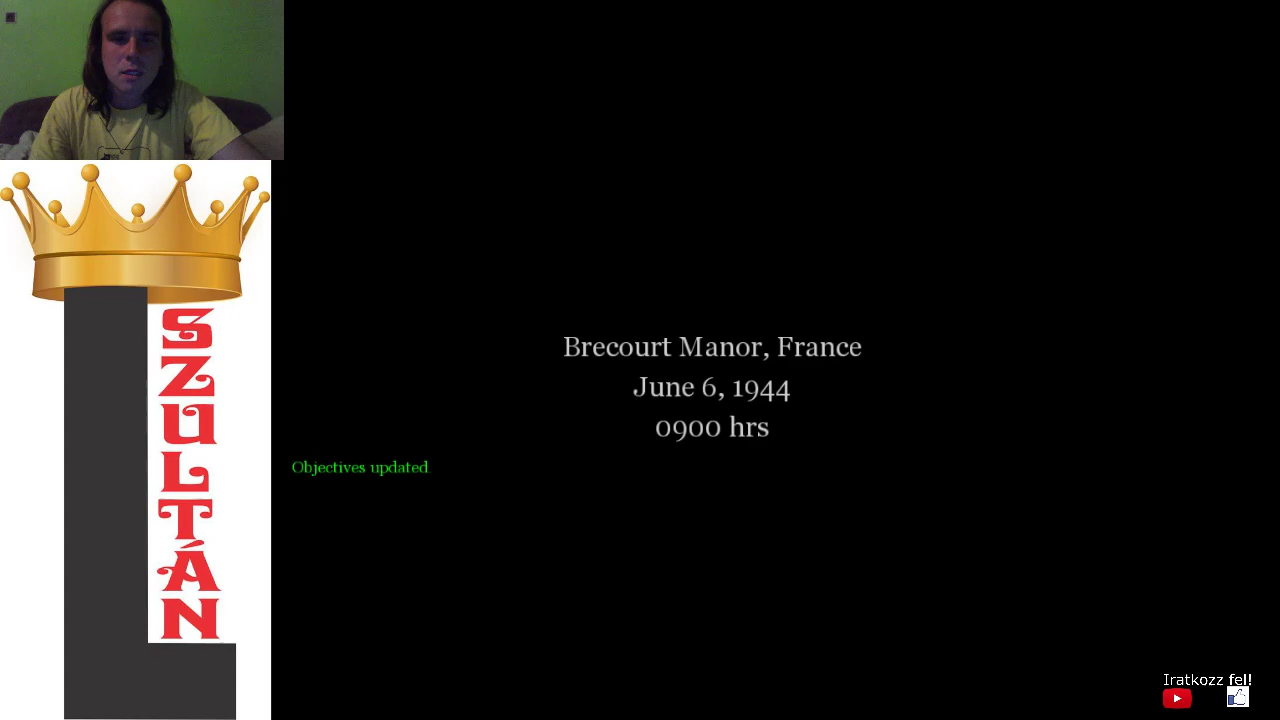 SZULTÁN
L
Brecourt Manor, France
June 6, 1944
0900 hrs
Objectives updated
Iratkozz fel!